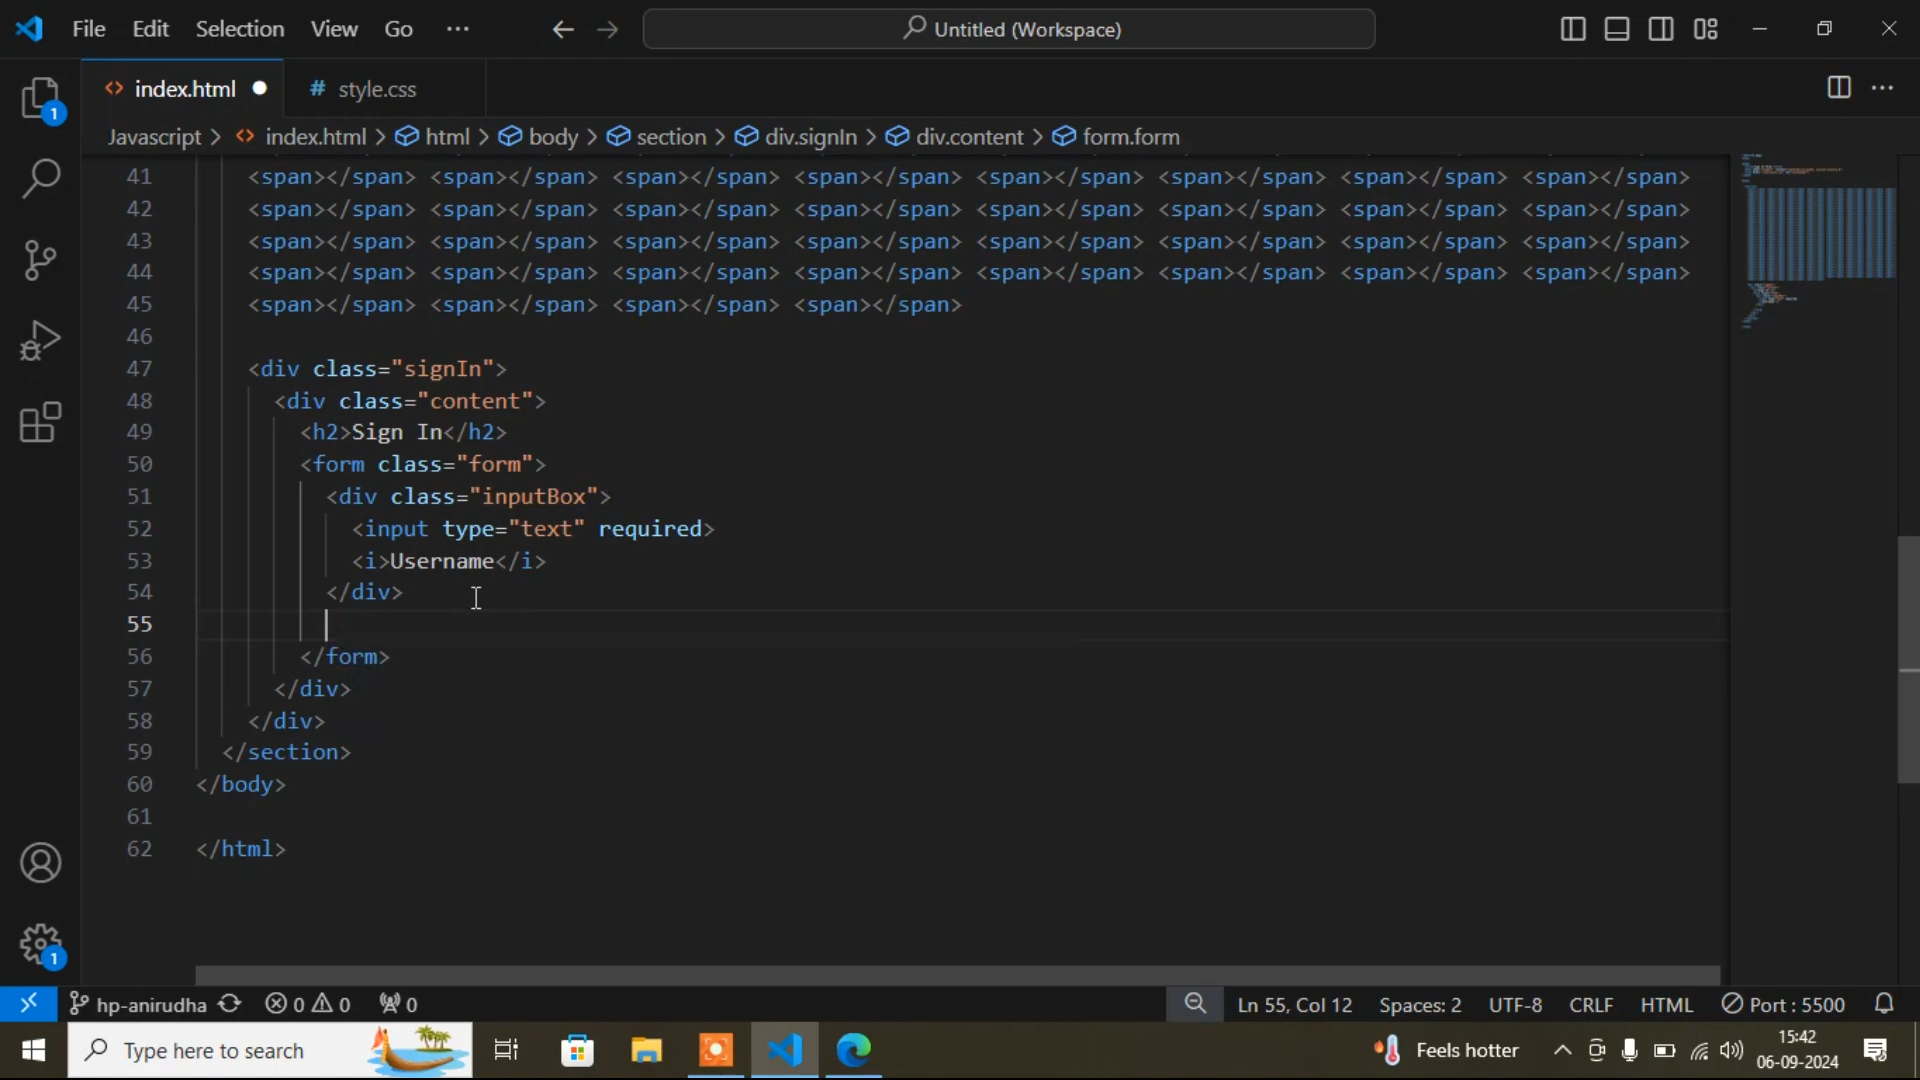 File Edit Selection View Go ··· Untitled (Workspace)
index.html style.css
Javascript > index.html > html > body > section > div.signIn > div.content > form.form
41 <span></span> <span></span> <span></span> <span></span> <span></span> <span></span> <span></span> <span></span>
42 <span></span> <span></span> <span></span> <span></span> <span></span> <span></span> <span></span> <span></span>
43 <span></span> <span></span> <span></span> <span></span> <span></span> <span></span> <span></span> <span></span>
44 <span></span> <span></span> <span></span> <span></span> <span></span> <span></span> <span></span> <span></span>
45 <span></span> <span></span> <span></span> <span></span>
46
47 <div class="signIn">
48 <div class="content">
49 <h2>Sign In</h2>
50 <form class="form">
51 <div class="inputBox">
52 <input type="text" required>
53 <i>Username</i>
54 </div>
55
56 </form>
57 </div>
58 </div>
59 </section>
60 </body>
61
62 </html>
1
1
hp-anirudha 0 0 0 Ln 55, Col 12 Spaces: 2 UTF-8 CRLF HTML Port : 5500
Type here to search Feels hotter 15:42
06-09-2024